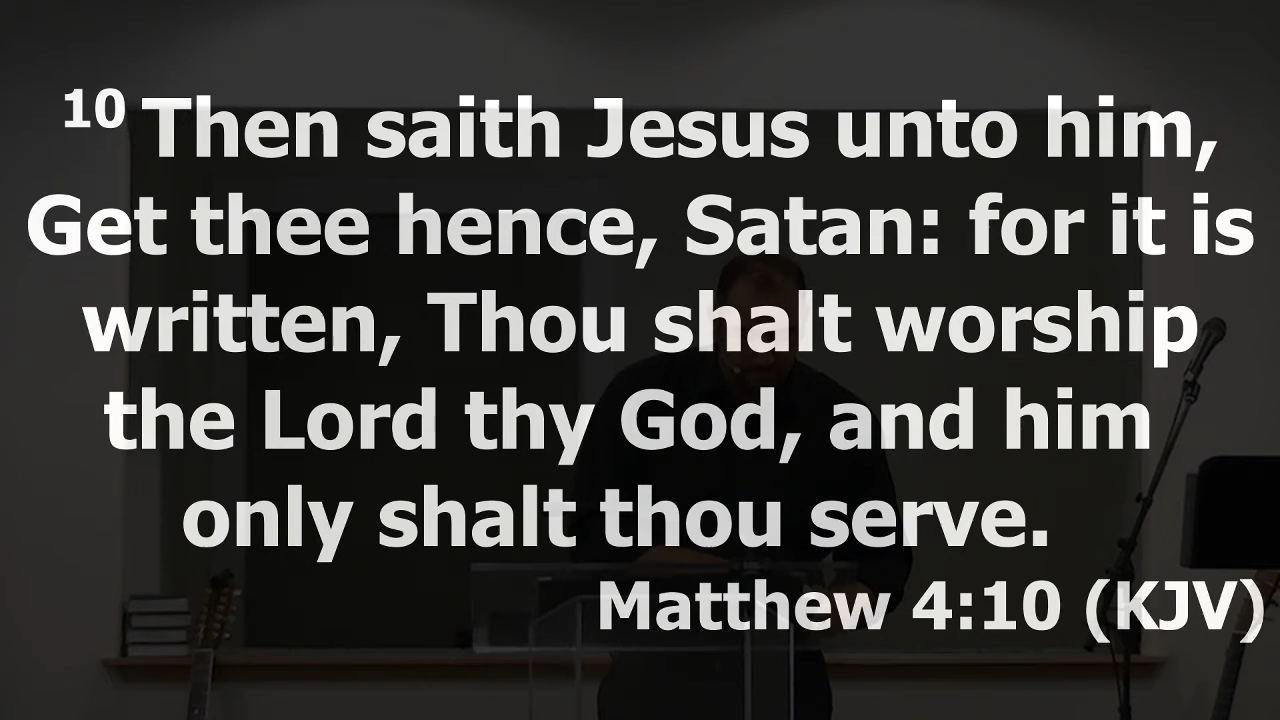 10 Then saith Jesus unto him,
Get thee hence, Satan: for it is
written, Thou shalt worship
the Lord thy God, and him
only shalt thou serve.
Matthew 4:10 (KJV)